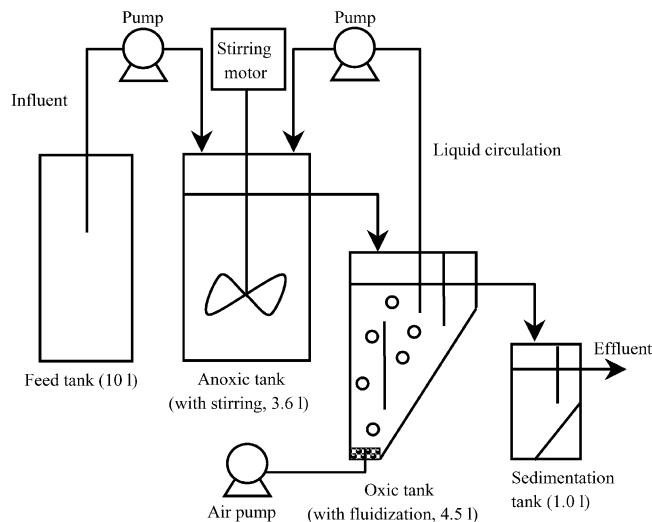 Pump
Pump
Stirring
motor
Influent
Liquid circulation
Feed tank (10 l)
Anoxic tank
(with stirring, 3.6 l)
Effluent
Air pump
Oxic tank
(with fluidization, 4.5 l)
Sedimentation
tank (1.0 l)